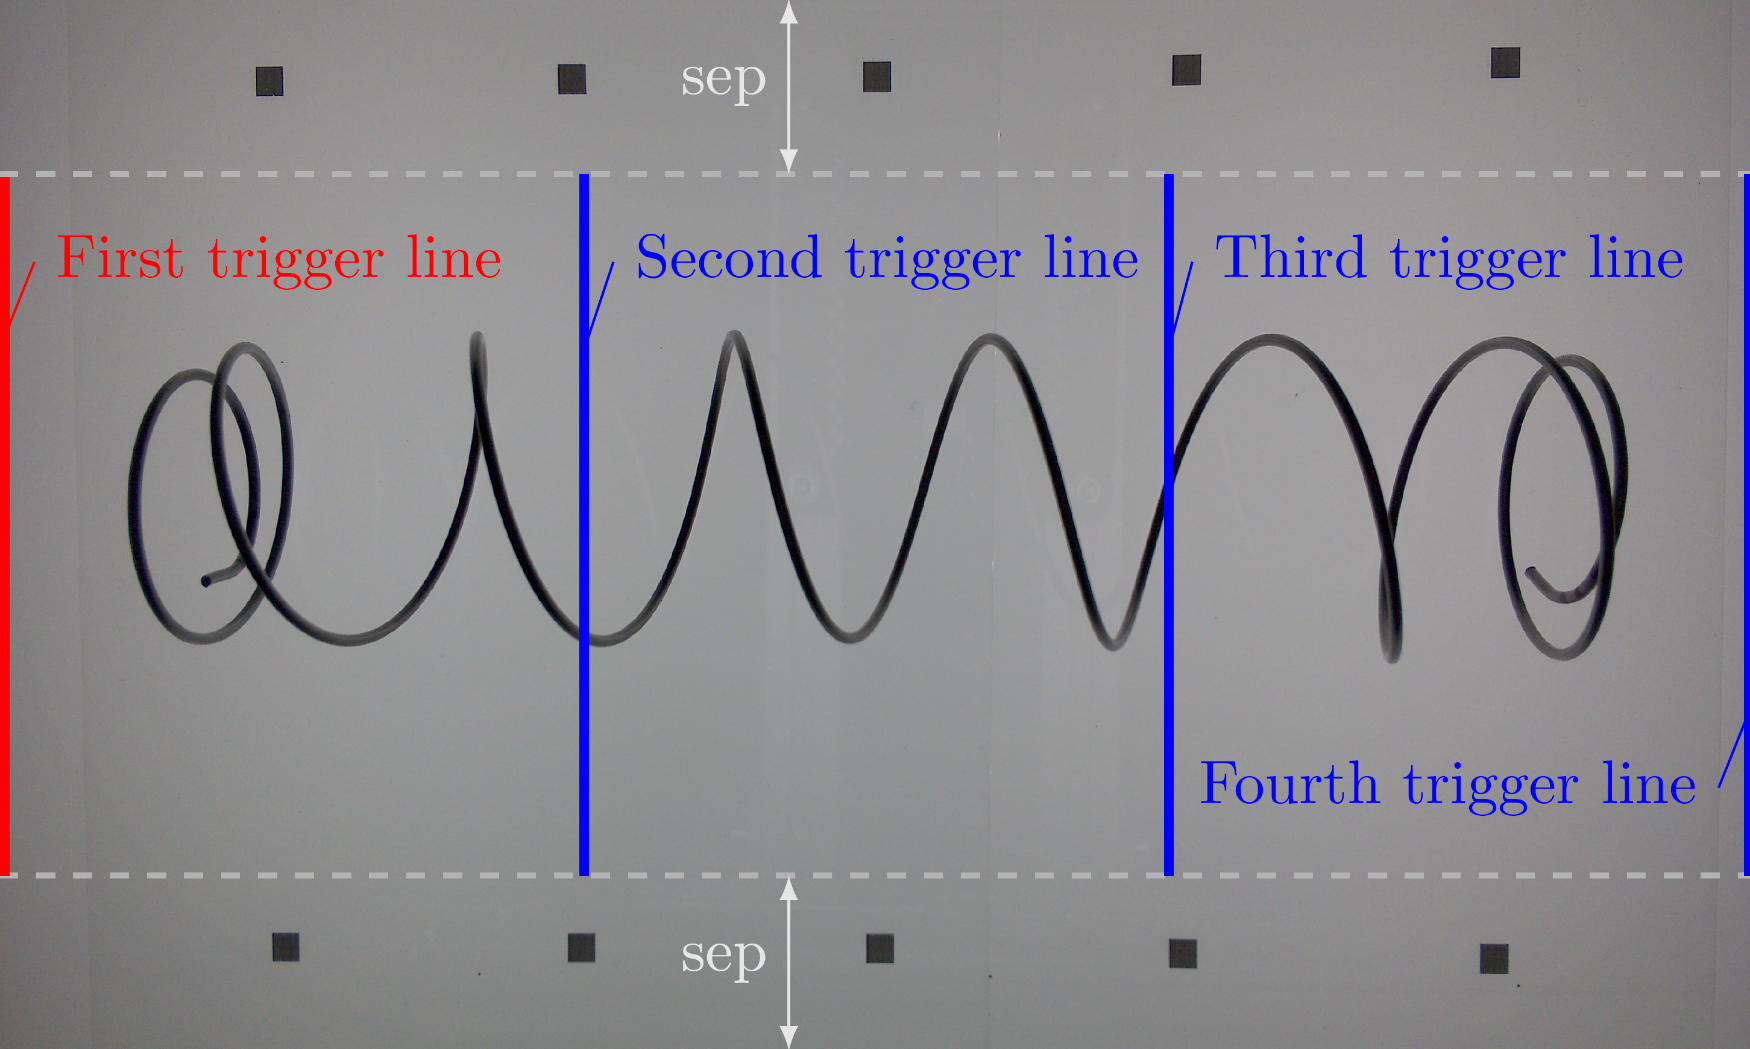 sep
First trigger line
Second trigger line
Third trigger line
Fourth trigger line
sep